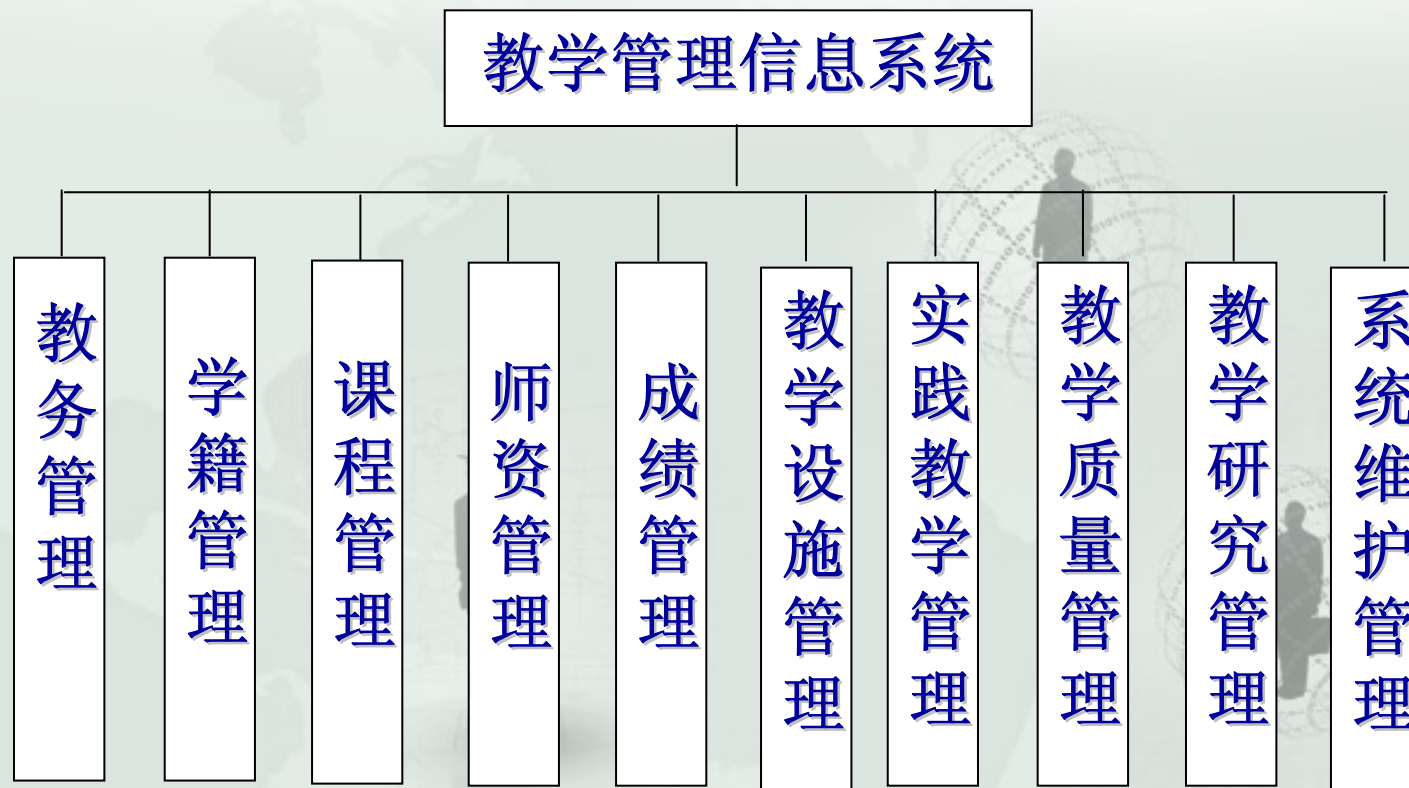 教学管理信息系统
教务管理
学籍管理
课程管理
师资管理
成绩管理
教学设施管理
实践教学管理
教学质量管理
教学研究管理
系统维护管理